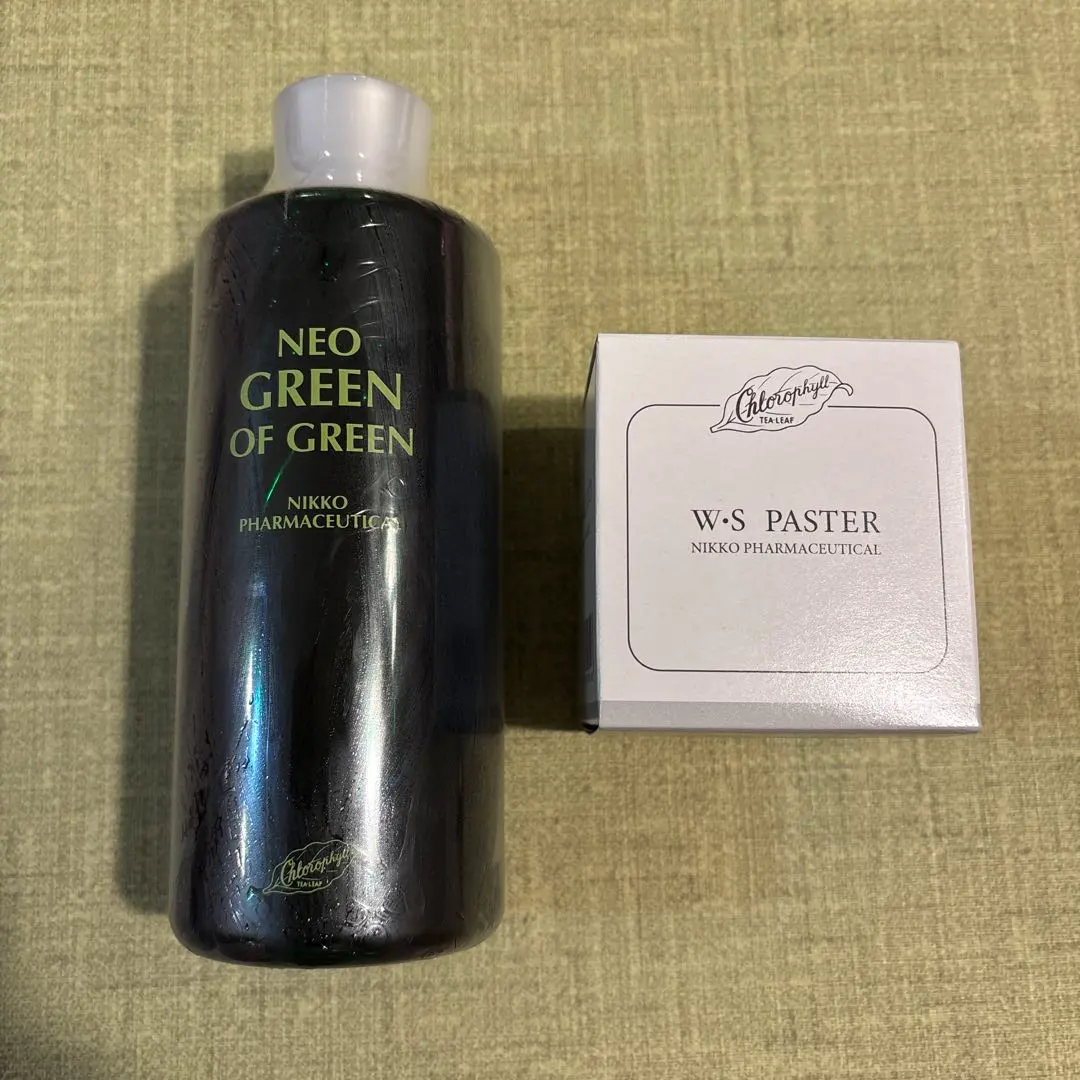 NEO
GREEN
OF GREEN
NIKKO
PHARMACEUTICAL
Chlorophyll
TEA·LEAF
Chlorophyll
TEA·LEAF
W·S PASTER
NIKKO PHARMACEUTICAL